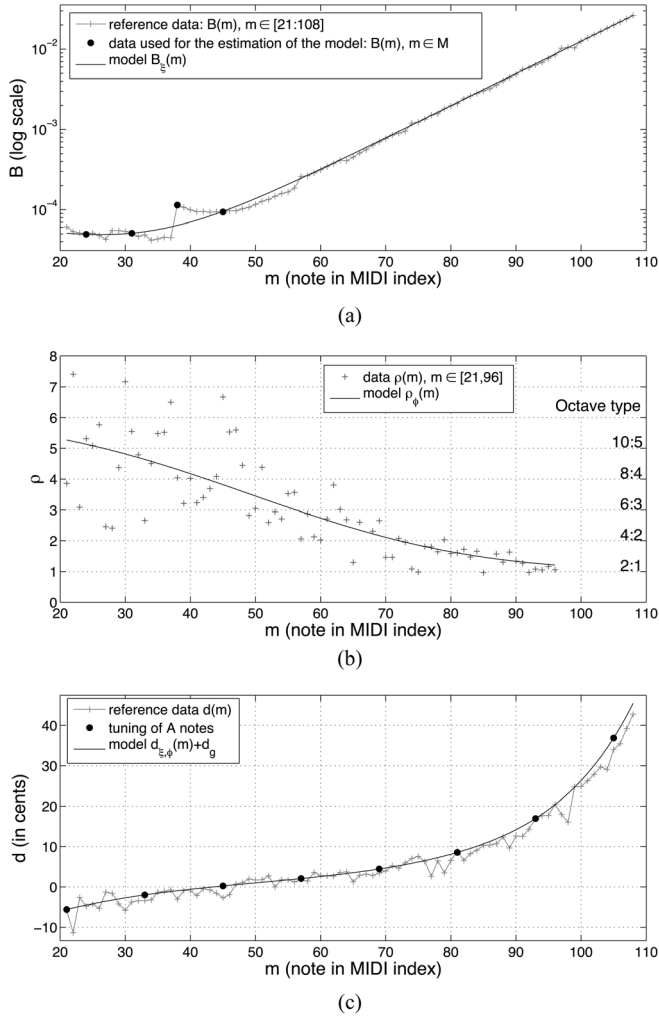 reference data: B(m), m ∈ [21:108]
data used for the estimation of the model: B(m), m ∈ M
model B_ξ(m)
10⁻²
10⁻³
10⁻⁴
B (log scale)
20 30 40 50 60 70 80 90 100 110
m (note in MIDI index)
(a)
data ρ(m), m ∈ [21,96]
model ρ_ϕ(m)
Octave type
10:5
8:4
6:3
4:2
2:1
8
7
6
5
4
3
2
1
0
ρ
20 30 40 50 60 70 80 90 100 110
m (note in MIDI index)
(b)
reference data d(m)
tuning of A notes
model d_ξ,ϕ(m)+d_g
40
30
20
10
0
−10
d (in cents)
20 30 40 50 60 70 80 90 100 110
m (note in MIDI index)
(c)